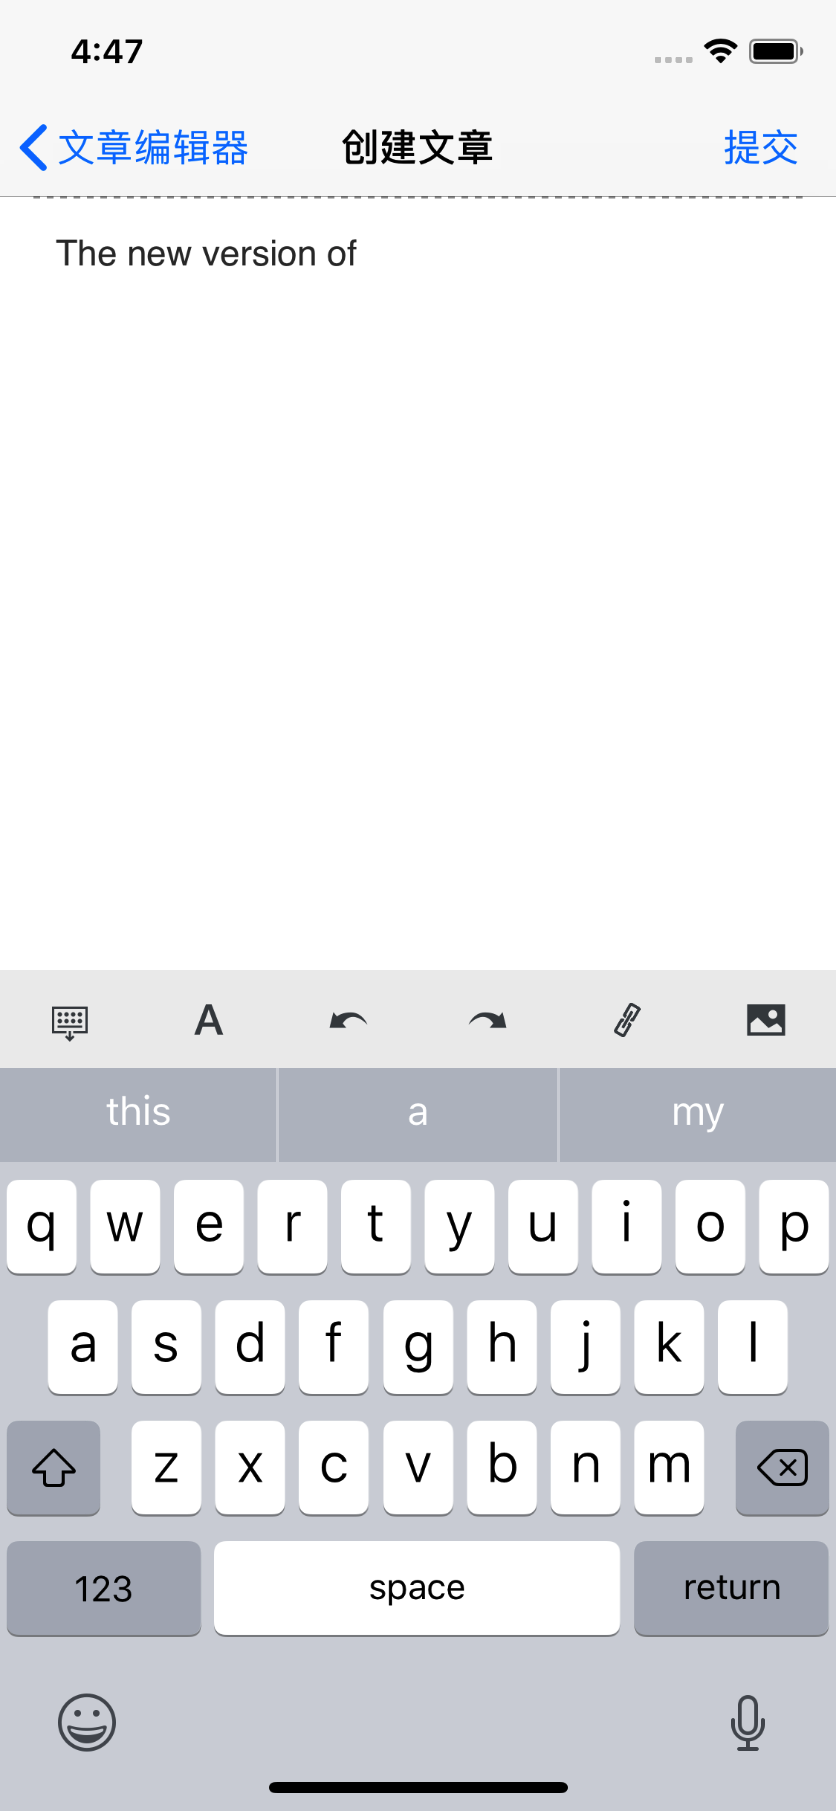 4:47
文章编辑器 创建文章 提交
The new version of
A
this a my
q w e r t y u i o p
a s d f g h j k l
z x c v b n m
123 space return